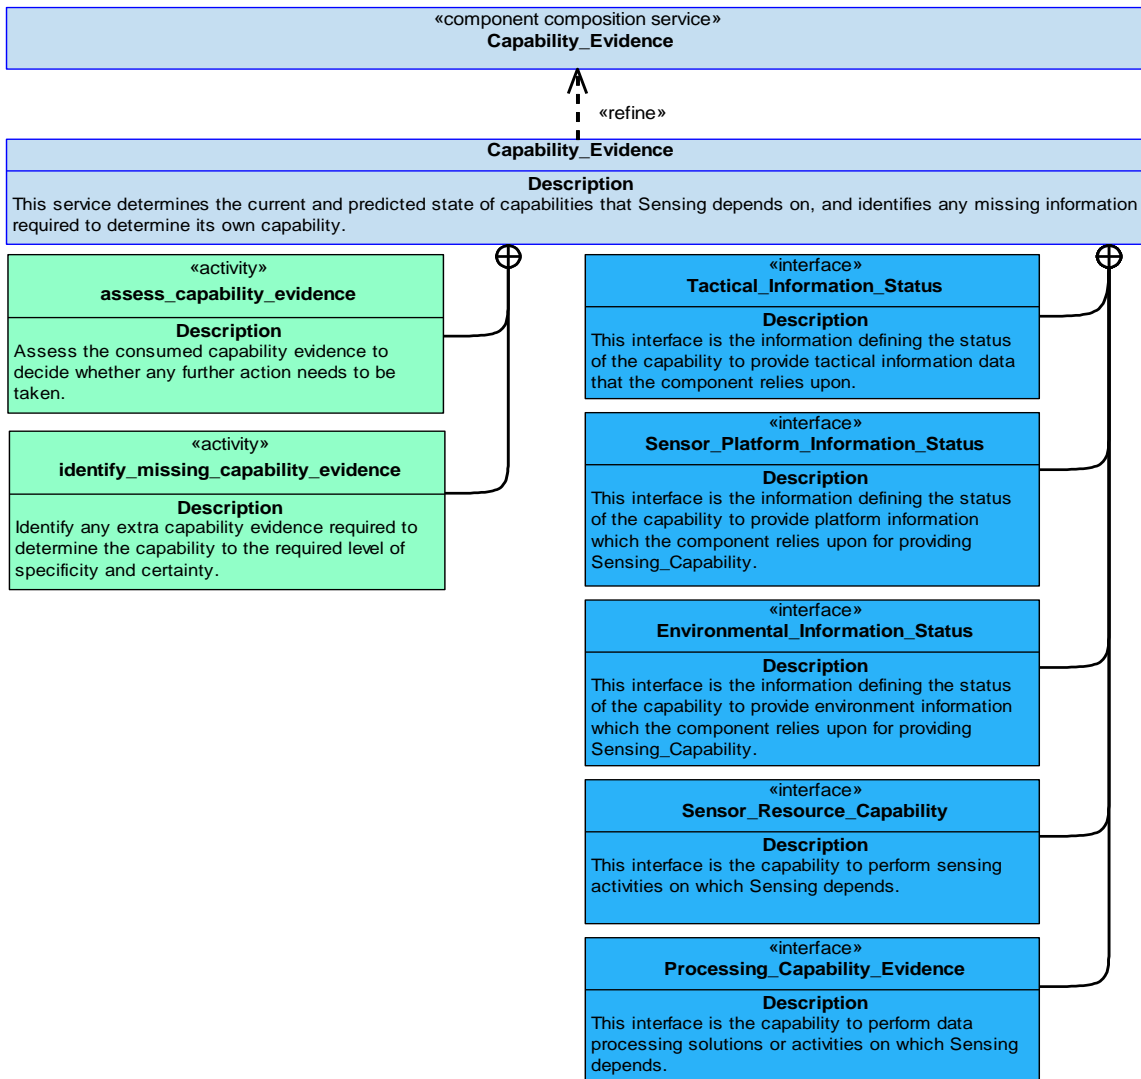 «component composition service»
Capability_Evidence
«refine»
Capability_Evidence
Description
This service determines the current and predicted state of capabilities that Sensing depends on, and identifies any missing information
required to determine its own capability.
«activity»
assess_capability_evidence
Description
Assess the consumed capability evidence to
decide whether any further action needs to be
taken.
«activity»
identify_missing_capability_evidence
Description
Identify any extra capability evidence required to
determine the capability to the required level of
specificity and certainty.
«interface»
Tactical_Information_Status
Description
This interface is the information defining the status
of the capability to provide tactical information data
that the component relies upon.
«interface»
Sensor_Platform_Information_Status
Description
This interface is the information defining the status
of the capability to provide platform information
which the component relies upon for providing
Sensing_Capability.
«interface»
Environmental_Information_Status
Description
This interface is the information defining the status
of the capability to provide environment information
which the component relies upon for providing
Sensing_Capability.
«interface»
Sensor_Resource_Capability
Description
This interface is the capability to perform sensing
activities on which Sensing depends.
«interface»
Processing_Capability_Evidence
Description
This interface is the capability to perform data
processing solutions or activities on which Sensing
depends.